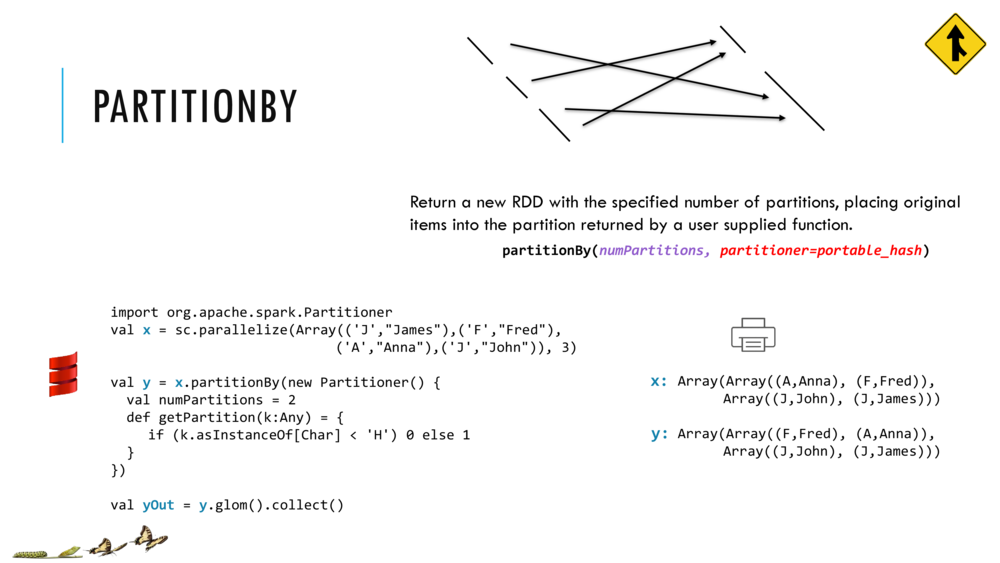 PARTITIONBY
Return a new RDD with the specified number of partitions, placing original
items into the partition returned by a user supplied function.
partitionBy(numPartitions, partitioner=portable_hash)
import org.apache.spark.Partitioner
val x = sc.parallelize(Array(('J',"James"),('F',"Fred"),
('A',"Anna"),('J',"John")), 3)
val y = x.partitionBy(new Partitioner() {
val numPartitions = 2
def getPartition(k:Any) = {
if (k.asInstanceOf[Char] < 'H') 0 else 1
}
})
val yOut = y.glom().collect()
x: Array(Array((A,Anna), (F,Fred)),
Array((J,John), (J,James)))
y: Array(Array((F,Fred), (A,Anna)),
Array((J,John), (J,James)))